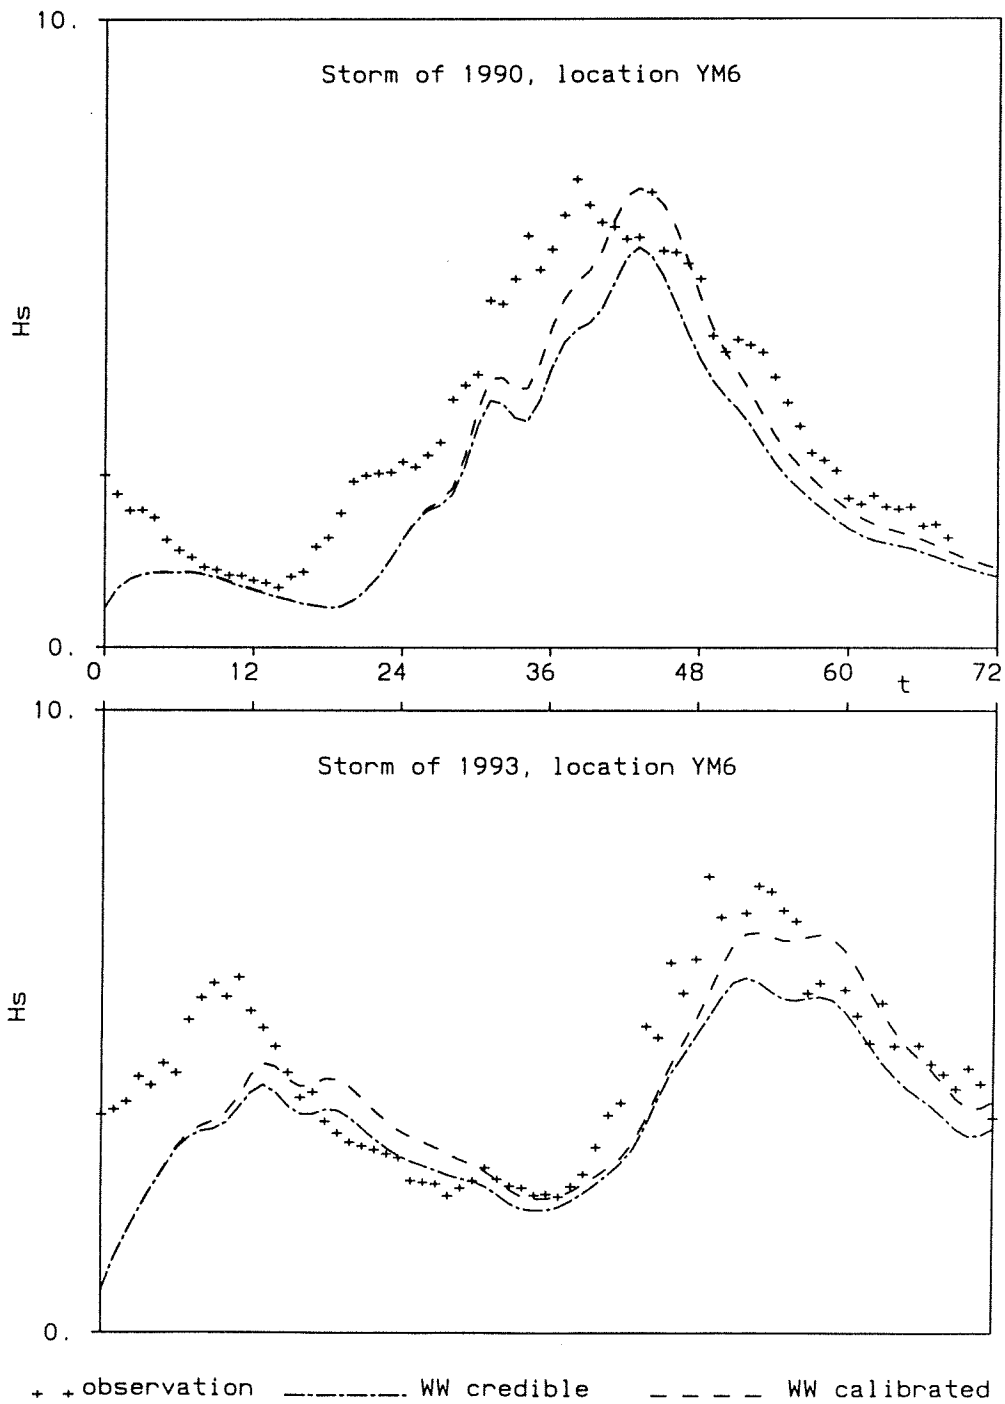 10.
Storm of 1990, location YM6
Hs
0.
0 12 24 36 48 60 72
t
10.
Storm of 1993, location YM6
Hs
0.
observation WW credible WW calibrated